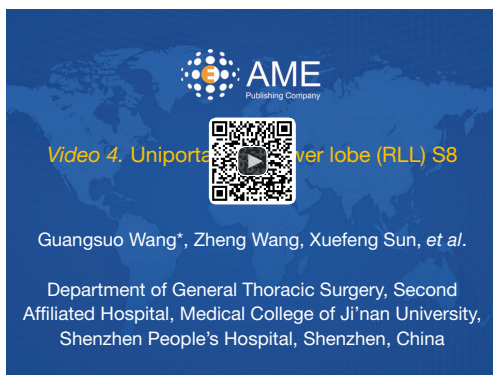 E AME
Publishing Company
Video 4. Uniporta wer lobe (RLL) S8
Guangsuo Wang*, Zheng Wang, Xuefeng Sun, et al.
Department of General Thoracic Surgery, Second
Affiliated Hospital, Medical College of Ji’nan University,
Shenzhen People’s Hospital, Shenzhen, China